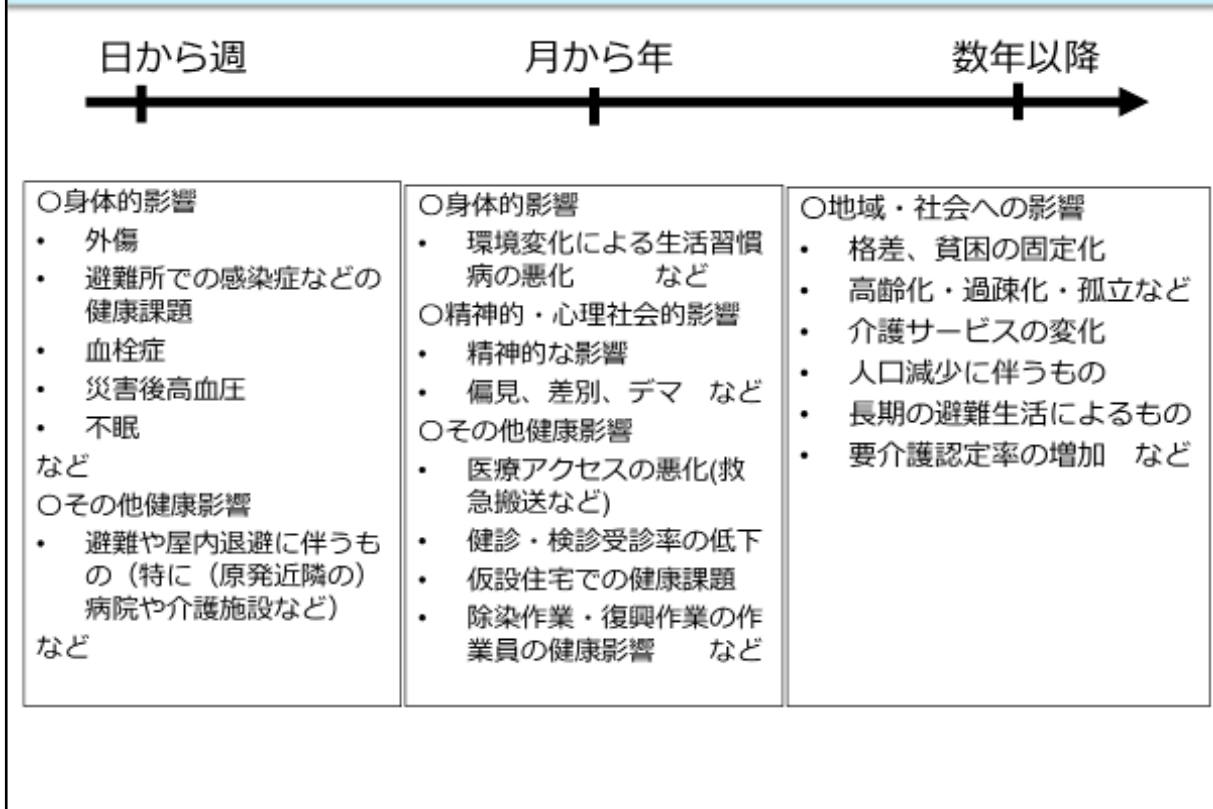 日から週
月から年
数年以降
〇身体的影響
• 外傷
• 避難所での感染症などの
健康課題
• 血栓症
• 災害後高血圧
• 不眠
など
〇その他健康影響
• 避難や屋内退避に伴うも
の（特に（原発近隣の）
病院や介護施設など）
など
〇身体的影響
• 環境変化による生活習慣
病の悪化 など
〇精神的・心理社会的影響
• 精神的な影響
• 偏見、差別、デマ など
〇その他健康影響
• 医療アクセスの悪化(救
急搬送など)
• 健診・検診受診率の低下
• 仮設住宅での健康課題
• 除染作業・復興作業の作
業員の健康影響 など
〇地域・社会への影響
• 格差、貧困の固定化
• 高齢化・過疎化・孤立など
• 介護サービスの変化
• 人口減少に伴うもの
• 長期の避難生活によるもの
• 要介護認定率の増加 など